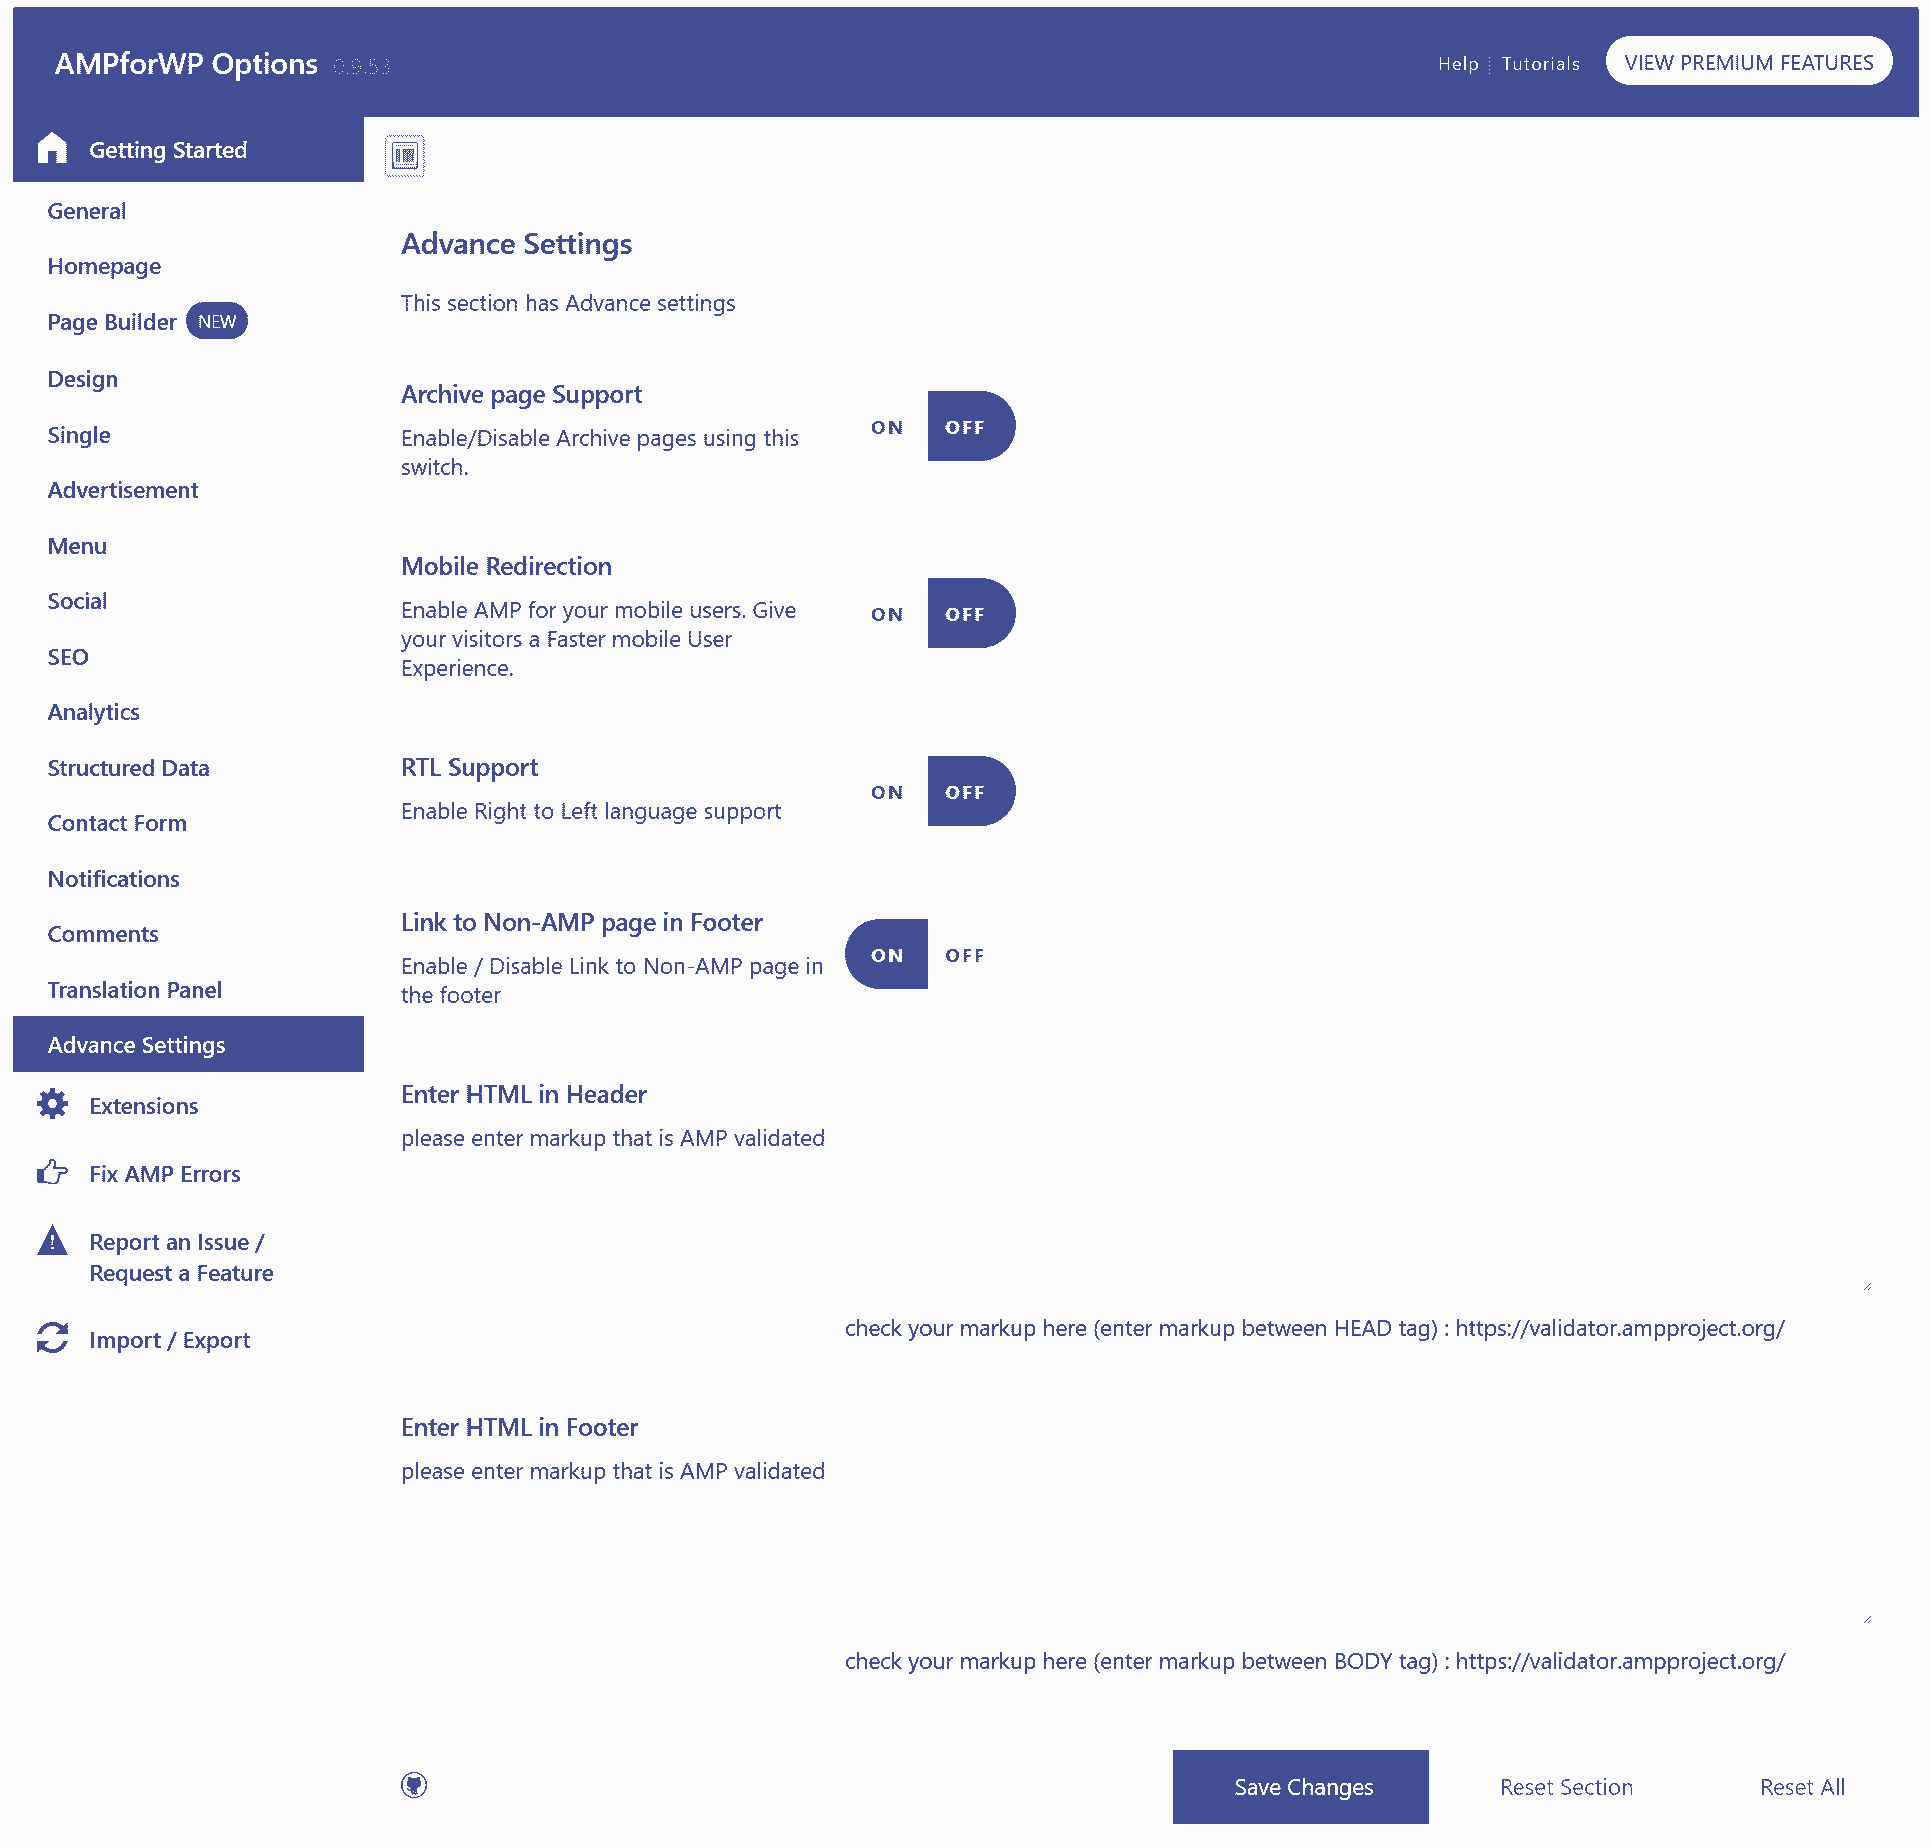 AMPforWP Options 0.9.53
Help Tutorials VIEW PREMIUM FEATURES
Getting Started
General
Homepage
Page Builder NEW
Design
Single
Advertisement
Menu
Social
SEO
Analytics
Structured Data
Contact Form
Notifications
Comments
Translation Panel
Advance Settings
Extensions
Fix AMP Errors
Report an Issue /
Request a Feature
Import / Export
Advance Settings
This section has Advance settings
Archive page Support
Enable/Disable Archive pages using this
switch.
ON OFF
Mobile Redirection
Enable AMP for your mobile users. Give
your visitors a Faster mobile User
Experience.
ON OFF
RTL Support
Enable Right to Left language support
ON OFF
Link to Non-AMP page in Footer
Enable / Disable Link to Non-AMP page in
the footer
ON OFF
Enter HTML in Header
please enter markup that is AMP validated
check your markup here (enter markup between HEAD tag) : https://validator.ampproject.org/
Enter HTML in Footer
please enter markup that is AMP validated
check your markup here (enter markup between BODY tag) : https://validator.ampproject.org/
Save Changes Reset Section Reset All